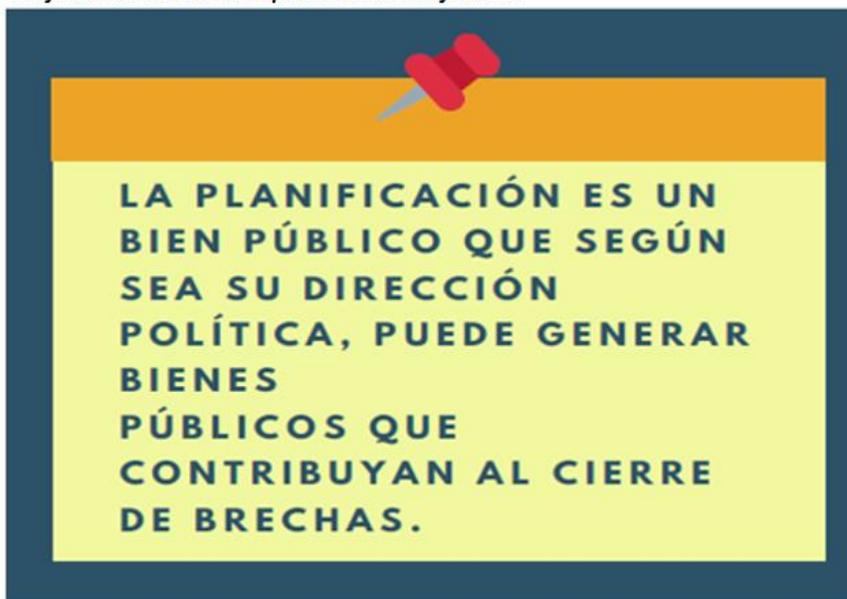 LA PLANIFICACIÓN ES UN
BIEN PÚBLICO QUE SEGÚN
SEA SU DIRECCIÓN
POLÍTICA, PUEDE GENERAR
BIENES
PÚBLICOS QUE
CONTRIBUYAN AL CIERRE
DE BRECHAS.